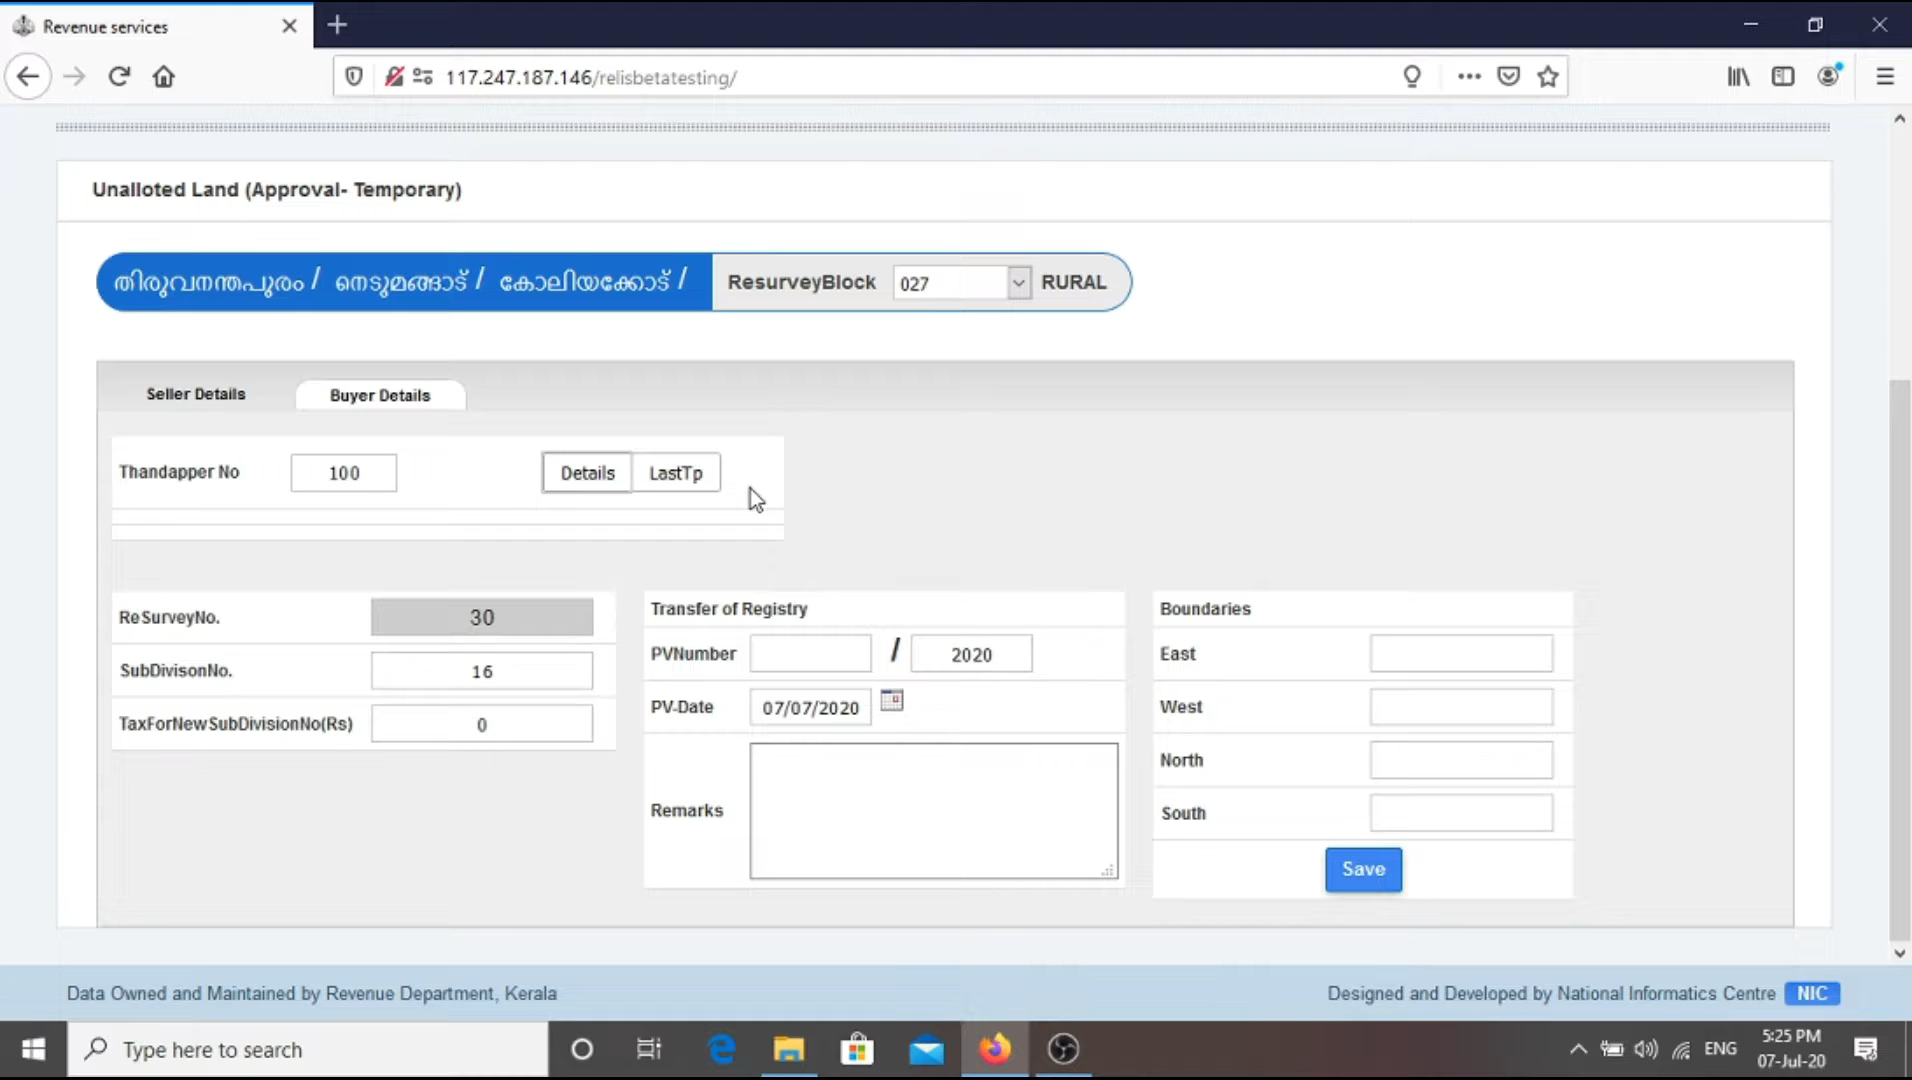 Revenue services
117.247.187.146/relisbetatesting/
Unalloted Land (Approval- Temporary)
തിരുവനന്തപുരം / നെടുമങ്ങാട് / കോലിയക്കോട് / ResurveyBlock 027 RURAL
Seller Details Buyer Details
Thandapper No 100 Details LastTp
ReSurveyNo. 30
SubDivisonNo. 16
TaxForNewSubDivisionNo(Rs) 0
Transfer of Registry
PVNumber / 2020
PV-Date 07/07/2020
Remarks
Boundaries
East
West
North
South
Save
Data Owned and Maintained by Revenue Department, Kerala
Designed and Developed by National Informatics Centre NIC
Type here to search
ENG
5:25 PM
07-Jul-20